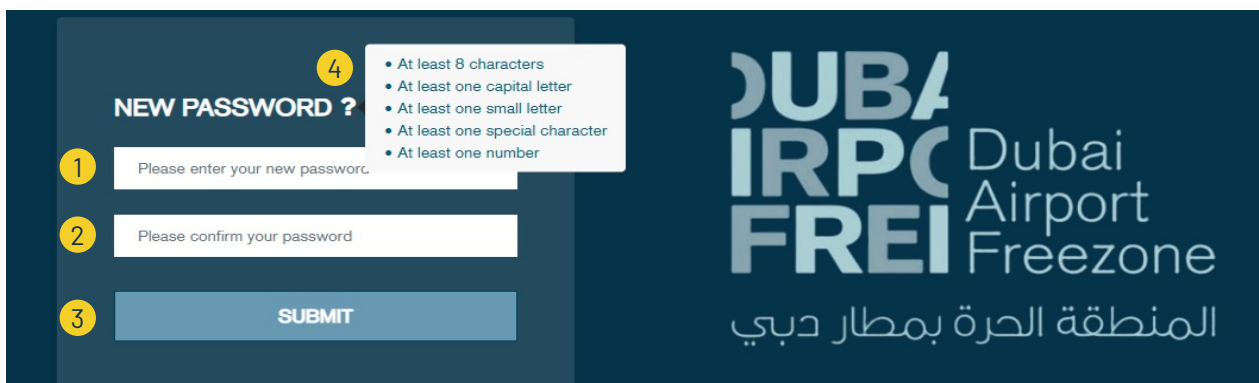 4
• At least 8 characters
• At least one capital letter
• At least one small letter
• At least one special character
• At least one number
NEW PASSWORD ?
1
Please enter your new password
2
Please confirm your password
3
SUBMIT
DUBA
IRPO
FREE
Dubai
Airport
Freezone
المنطقة الحرة بمطار دبي